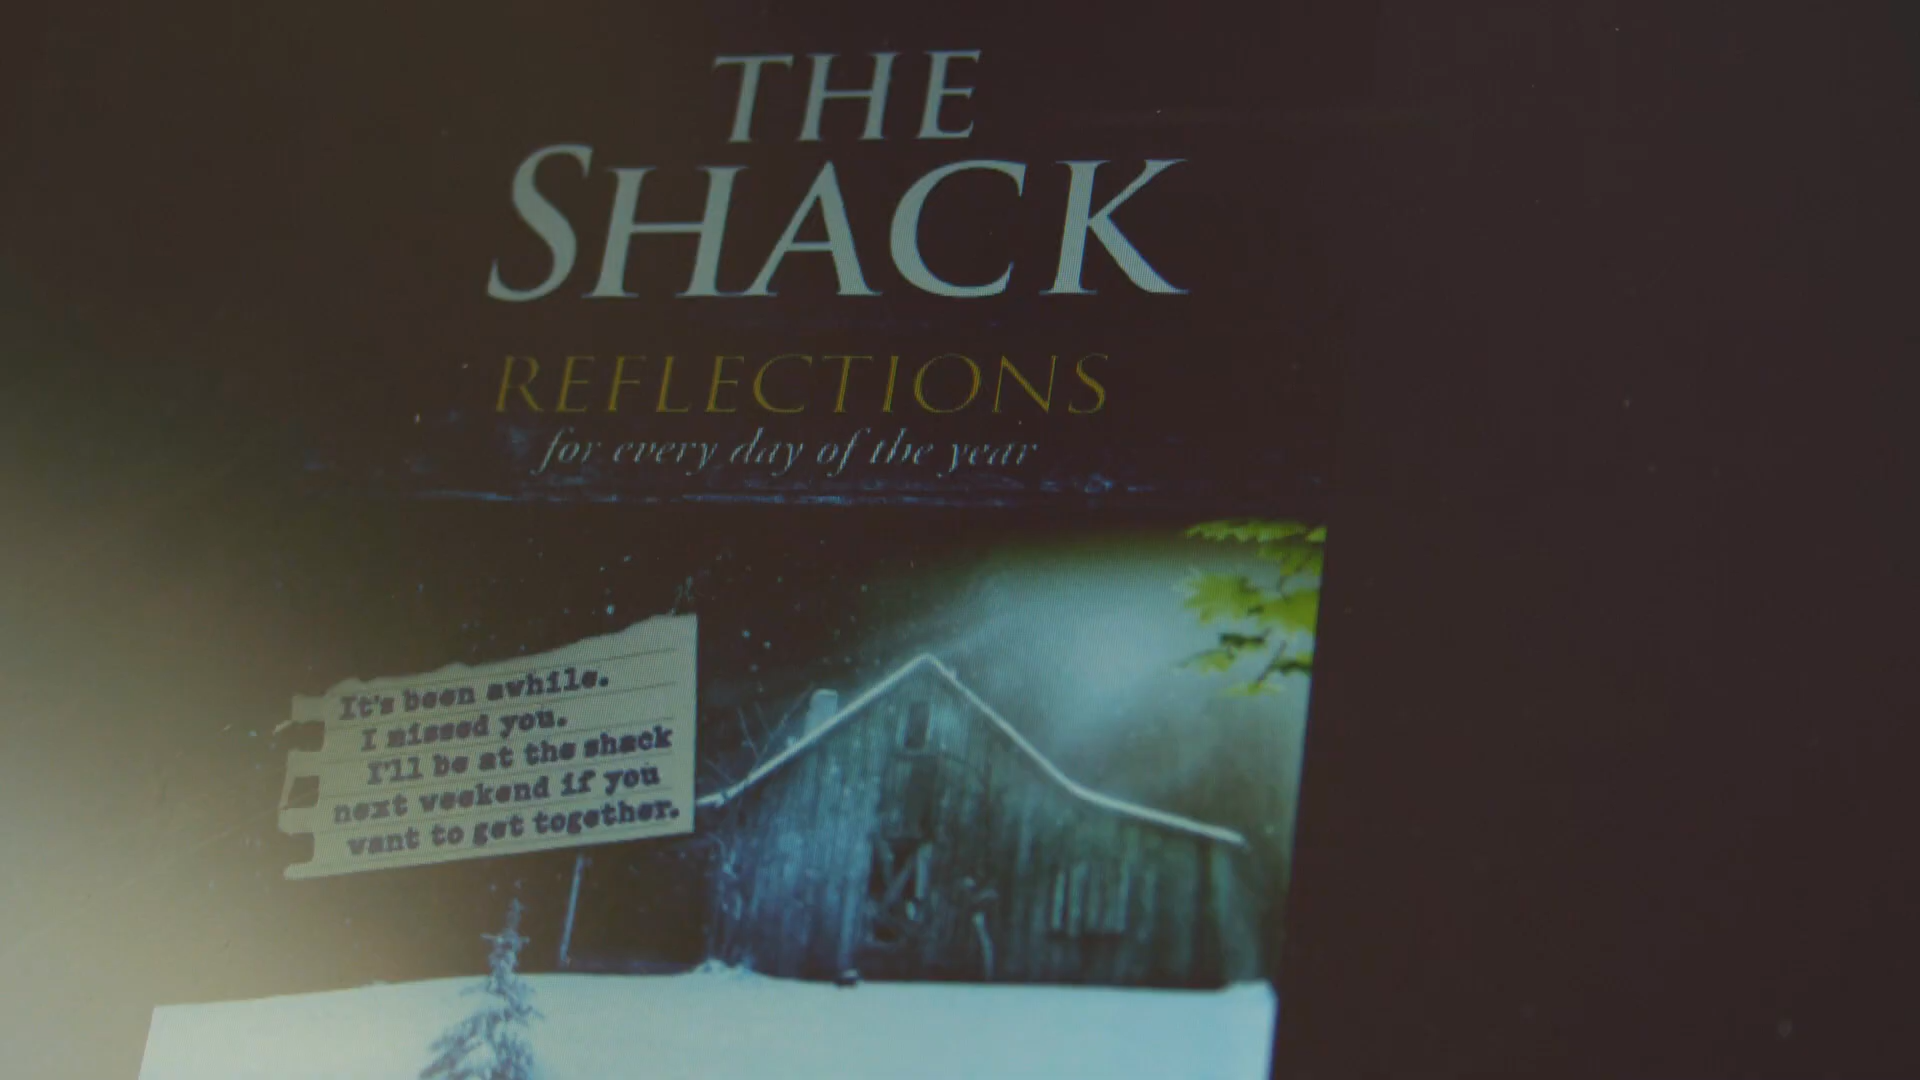 THE
SHACK
REFLECTIONS
for every day of the year
It's been awhile.
I missed you.
I'll be at the shack
next weekend if you
want to get together.